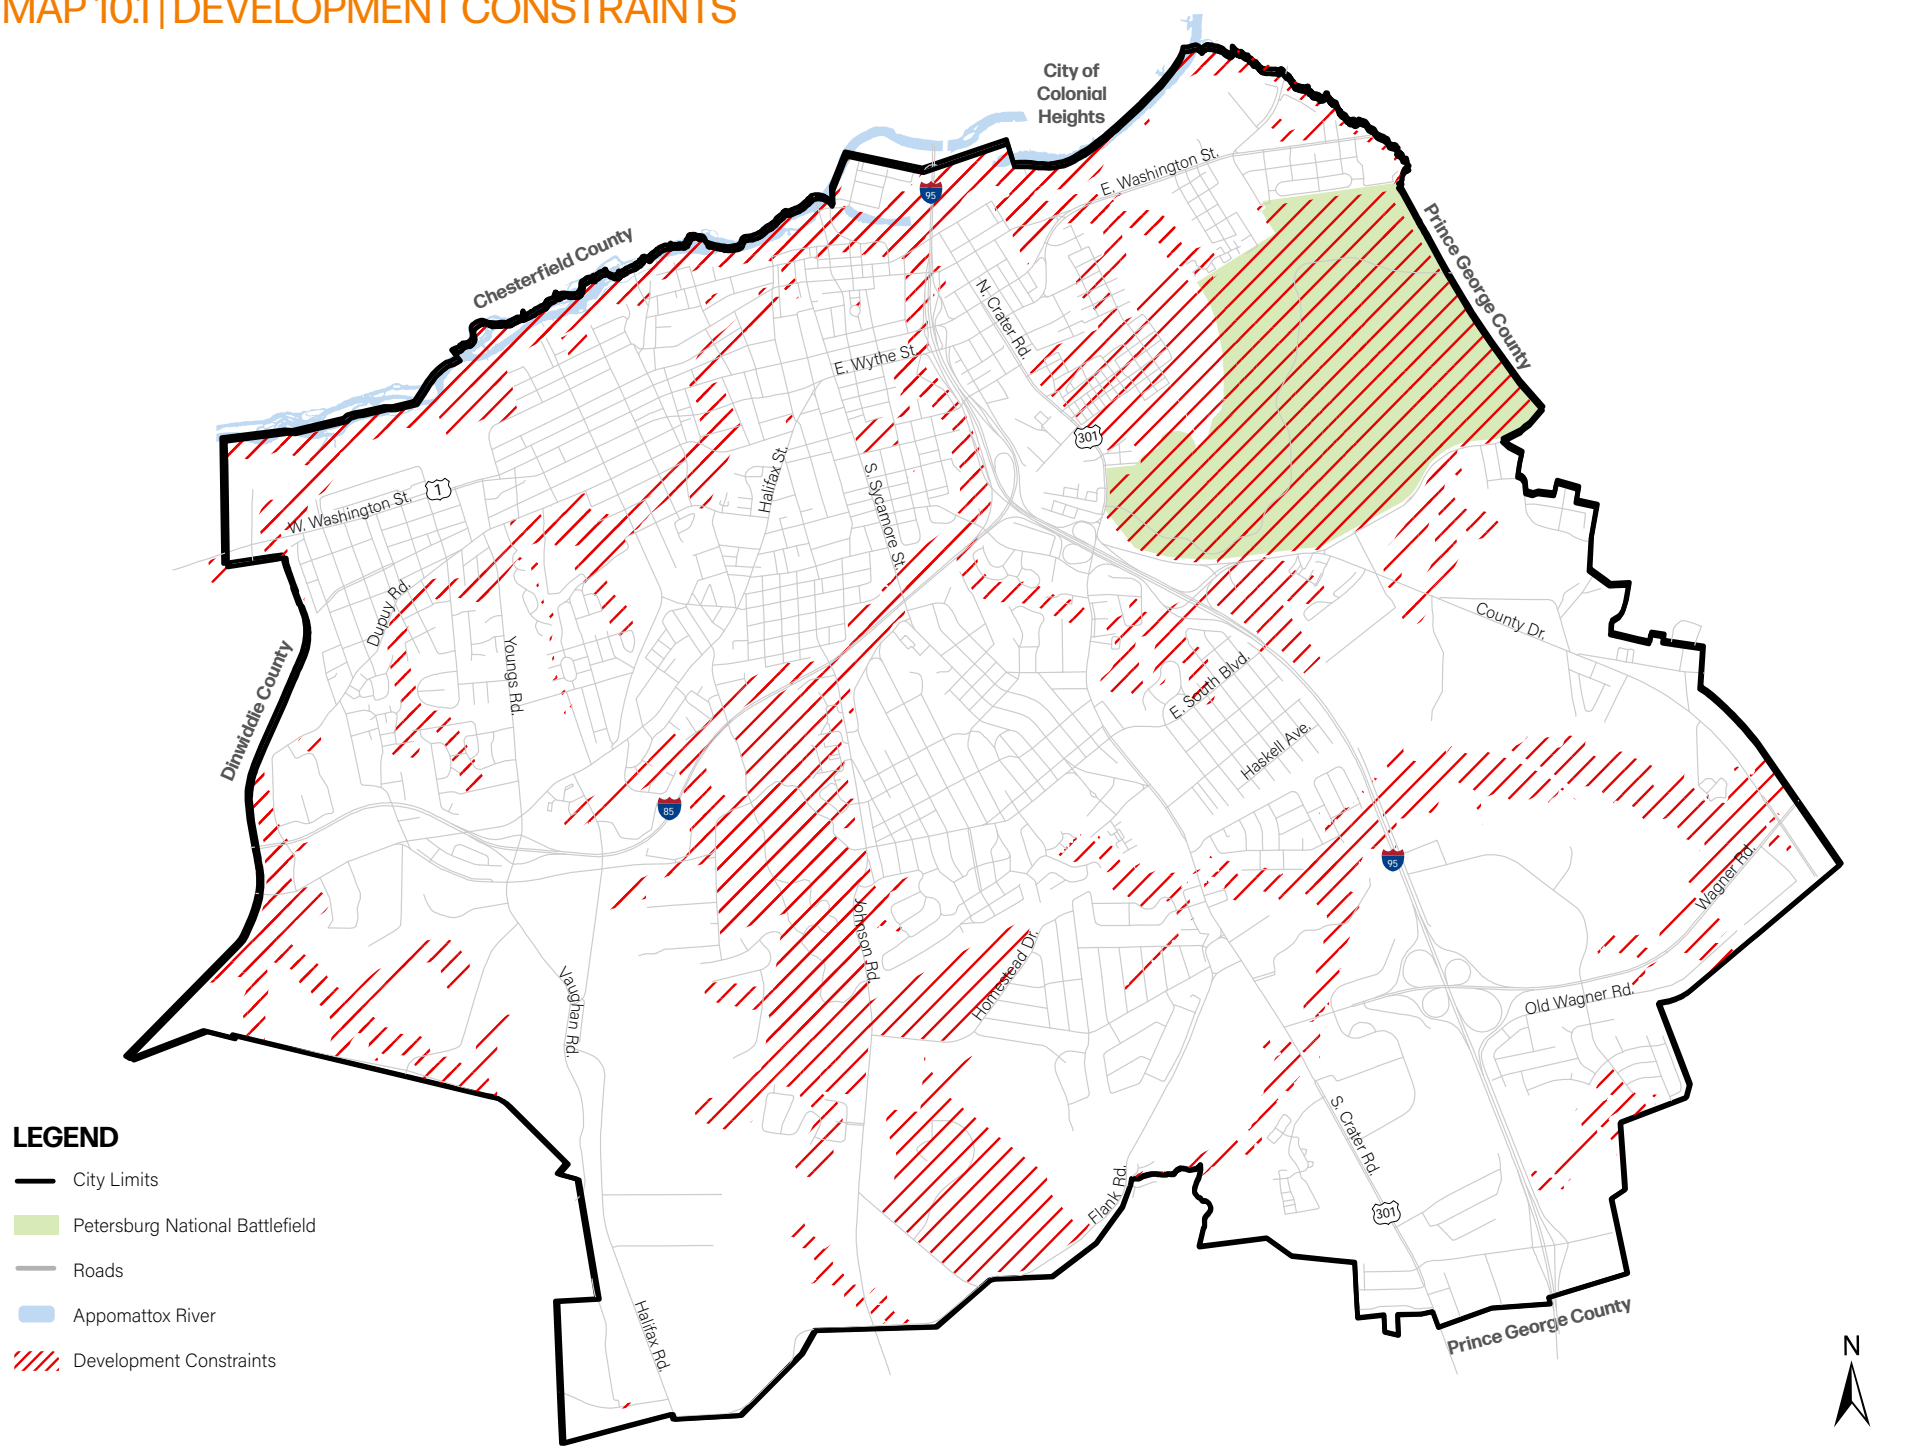 MAP 10.1 | DEVELOPMENT CONSTRAINTS
City of
Colonial
Heights
E. Washington St.
95
Chesterfield County
Prince George County
N. Crater Rd.
E. Wythe St.
301
Halifax St.
S. Sycamore St.
1
W. Washington St.
Dupuy Rd.
Youngs Rd.
County Dr.
E. South Blvd.
Haskell Ave.
Dinwiddie County
85
95
Wagner Rd.
Johnson Rd.
Homestead Dr.
Vaughan Rd.
Old Wagner Rd.
S. Crater Rd.
Flank Rd.
301
Halifax Rd.
Prince George County
LEGEND
City Limits
Petersburg National Battlefield
Roads
Appomattox River
Development Constraints
N